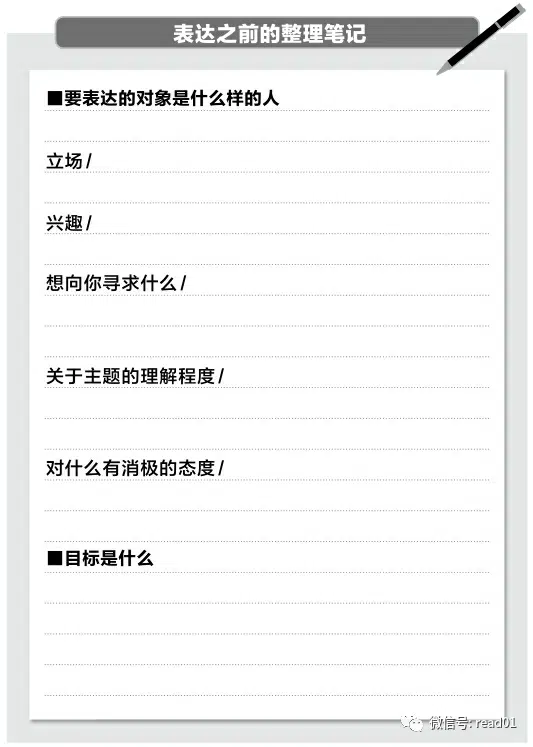 表达之前的整理笔记
■要表达的对象是什么样的人
立场/
兴趣/
想向你寻求什么/
关于主题的理解程度/
对什么有消极的态度/
■目标是什么
微信号: read01